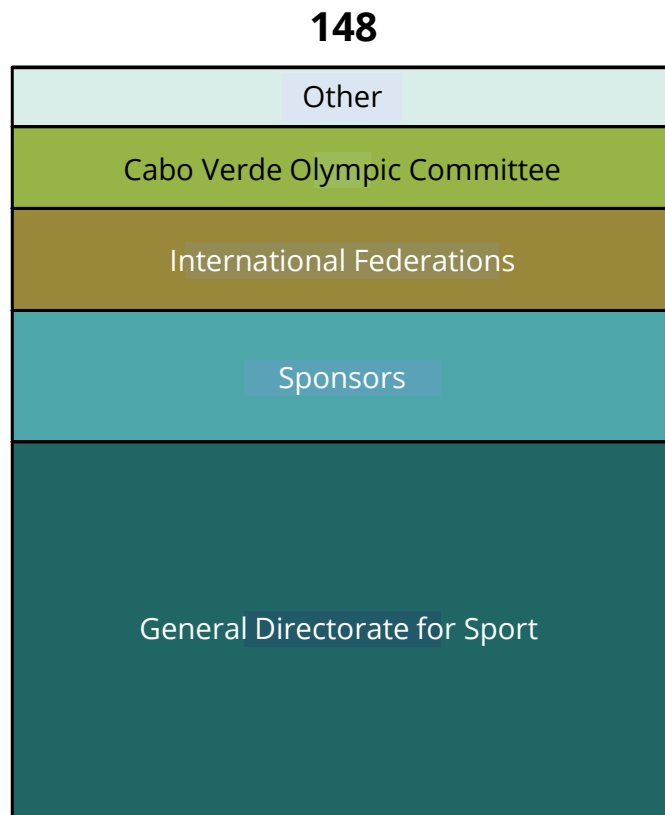 148
Other
Cabo Verde Olympic Committee
International Federations
Sponsors
General Directorate for Sport